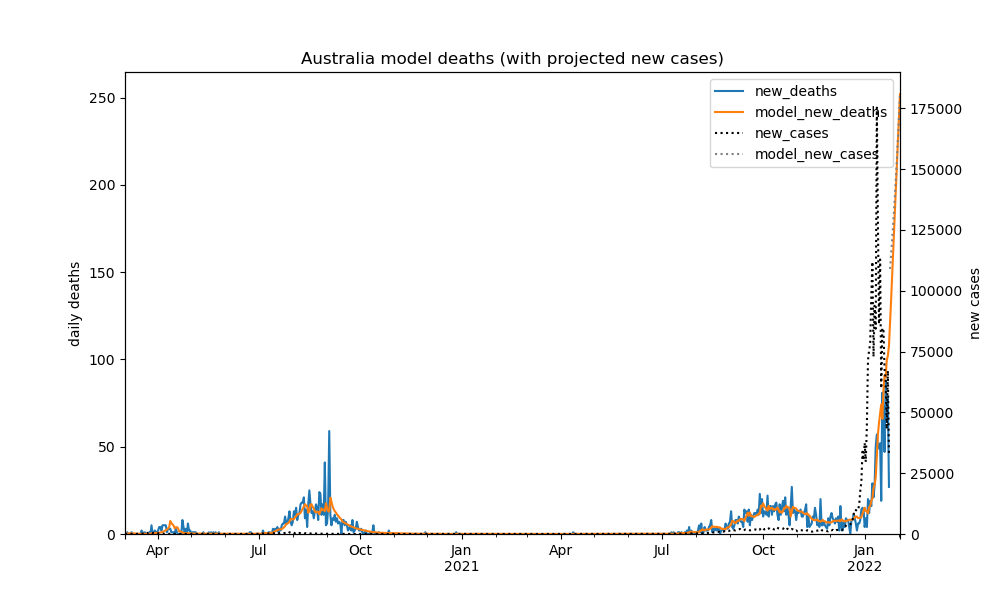 Australia model deaths (with projected new cases)
250
200
150
100
50
0
daily deaths
175000
150000
125000
100000
75000
50000
25000
0
new cases
new_deaths
model_new_deaths
new_cases
model_new_cases
Apr
Jul
Oct
Jan
2021
Apr
Jul
Oct
Jan
2022